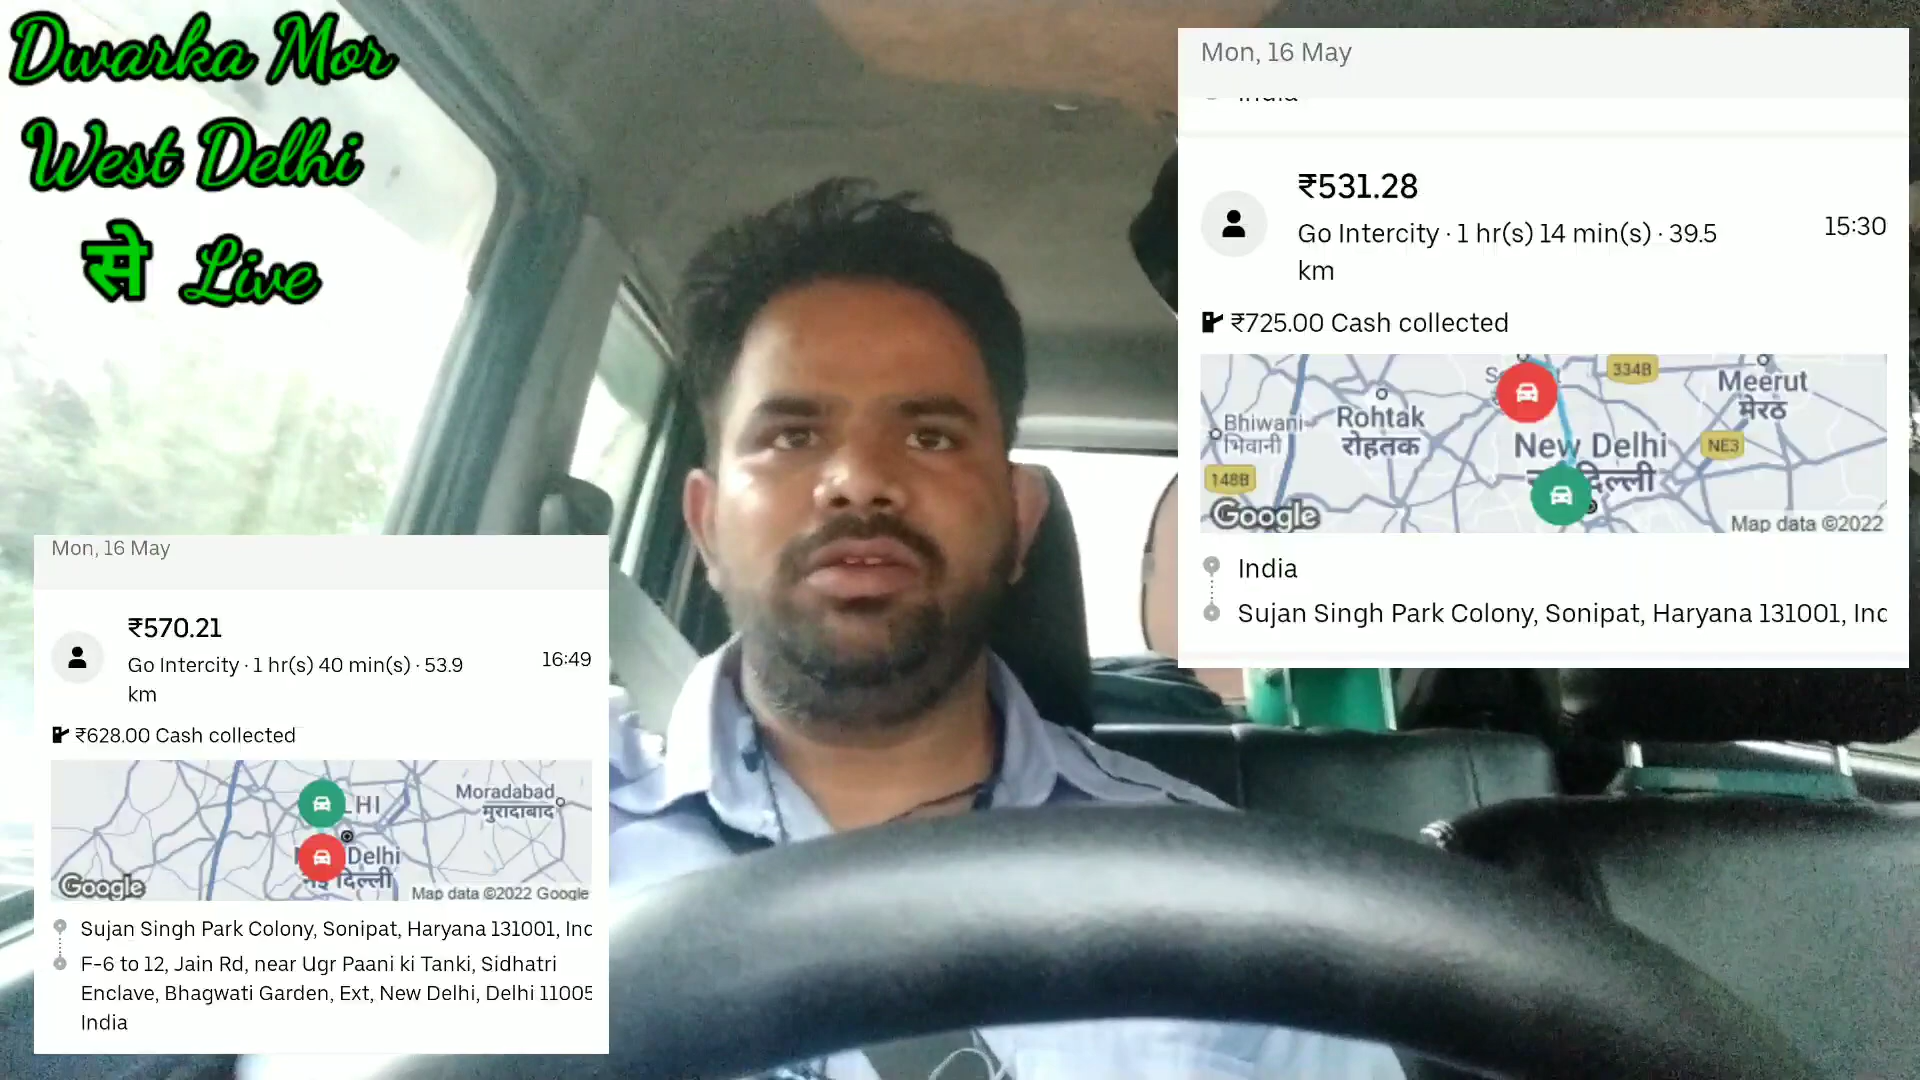 Dwarka Mor
West Delhi
से Live
Mon, 16 May
India
₹531.28
Go Intercity · 1 hr(s) 14 min(s) · 39.5
km
15:30
₹725.00 Cash collected
334B
Meerut
मेरठ
Bhiwani
भिवानी
Rohtak
रोहतक
New Delhi
दिल्ली
NE3
148B
Google
Map data ©2022
India
Sujan Singh Park Colony, Sonipat, Haryana 131001, Inc
Mon, 16 May
₹570.21
Go Intercity · 1 hr(s) 40 min(s) · 53.9
km
16:49
₹628.00 Cash collected
LHI
Moradabad
मुरादाबाद
Delhi
नई दिल्ली
Google
Map data ©2022 Google
Sujan Singh Park Colony, Sonipat, Haryana 131001, Inc
F-6 to 12, Jain Rd, near Ugr Paani ki Tanki, Sidhatri
Enclave, Bhagwati Garden, Ext, New Delhi, Delhi 11005
India